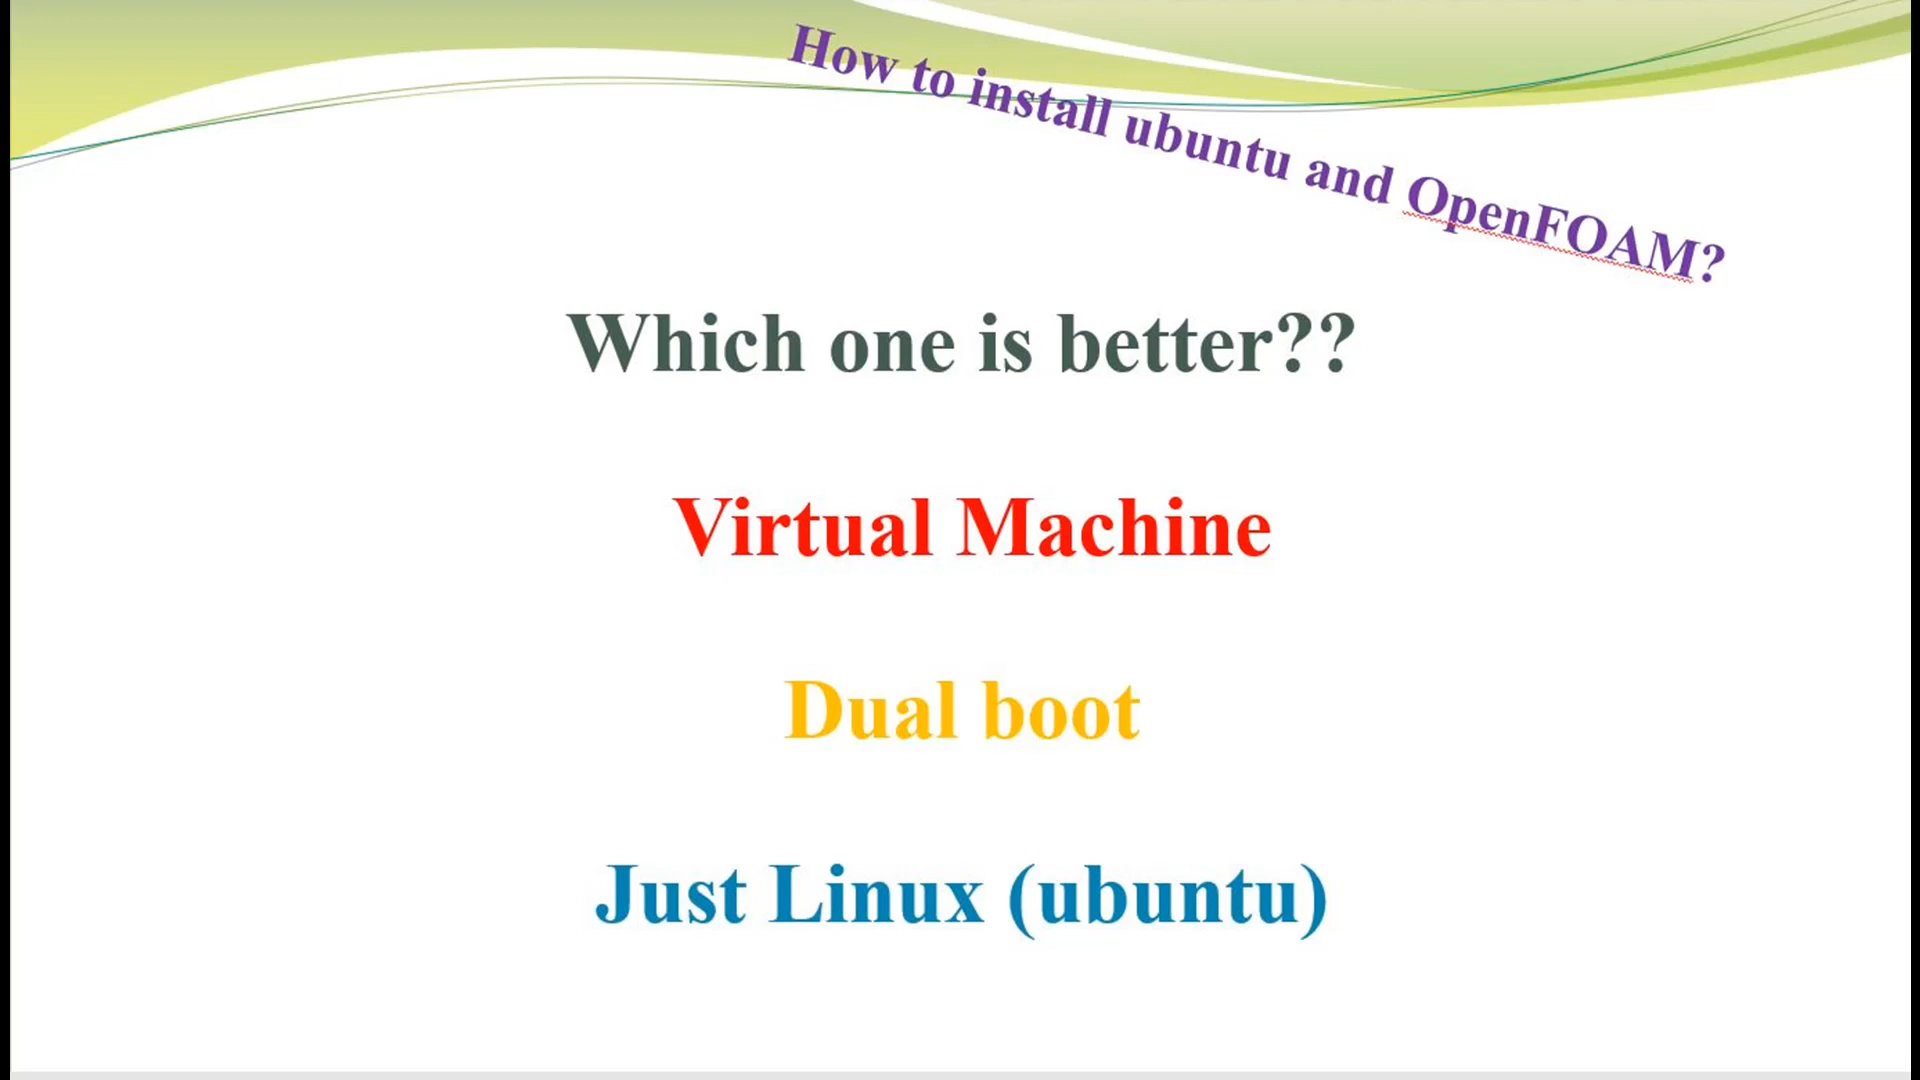 How to install ubuntu and OpenFOAM?
Which one is better??
Virtual Machine
Dual boot
Just Linux (ubuntu)